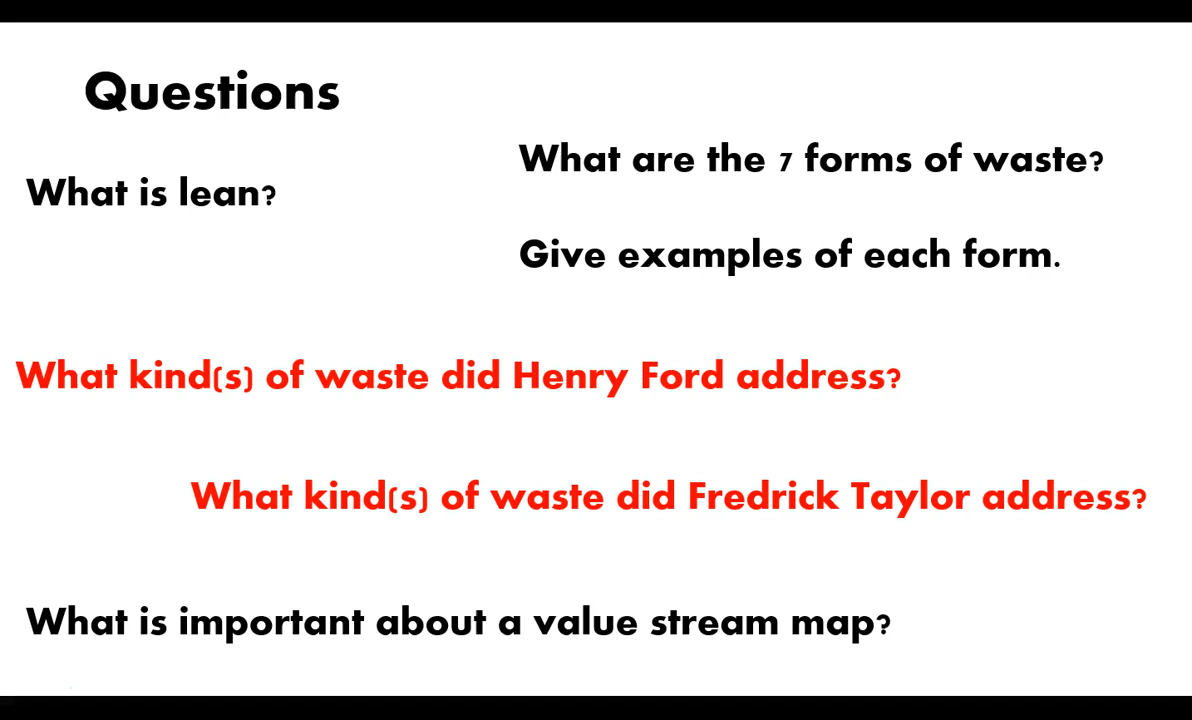 Questions
What is lean?
What are the 7 forms of waste?
Give examples of each form.
What kind(s) of waste did Henry Ford address?
What kind(s) of waste did Fredrick Taylor address?
What is important about a value stream map?